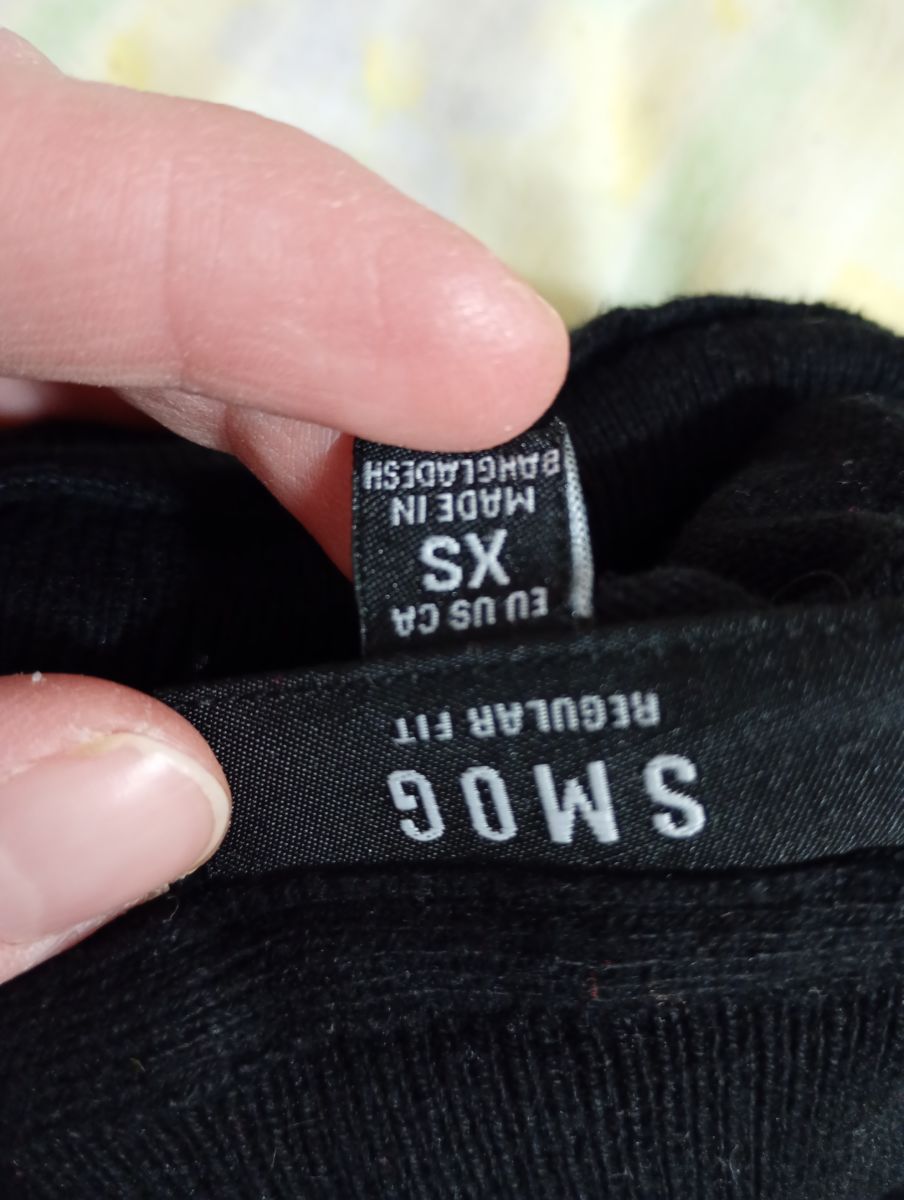 SMOG
REGULAR FIT
EU US CA
XS
MADE IN
BANGLADESH